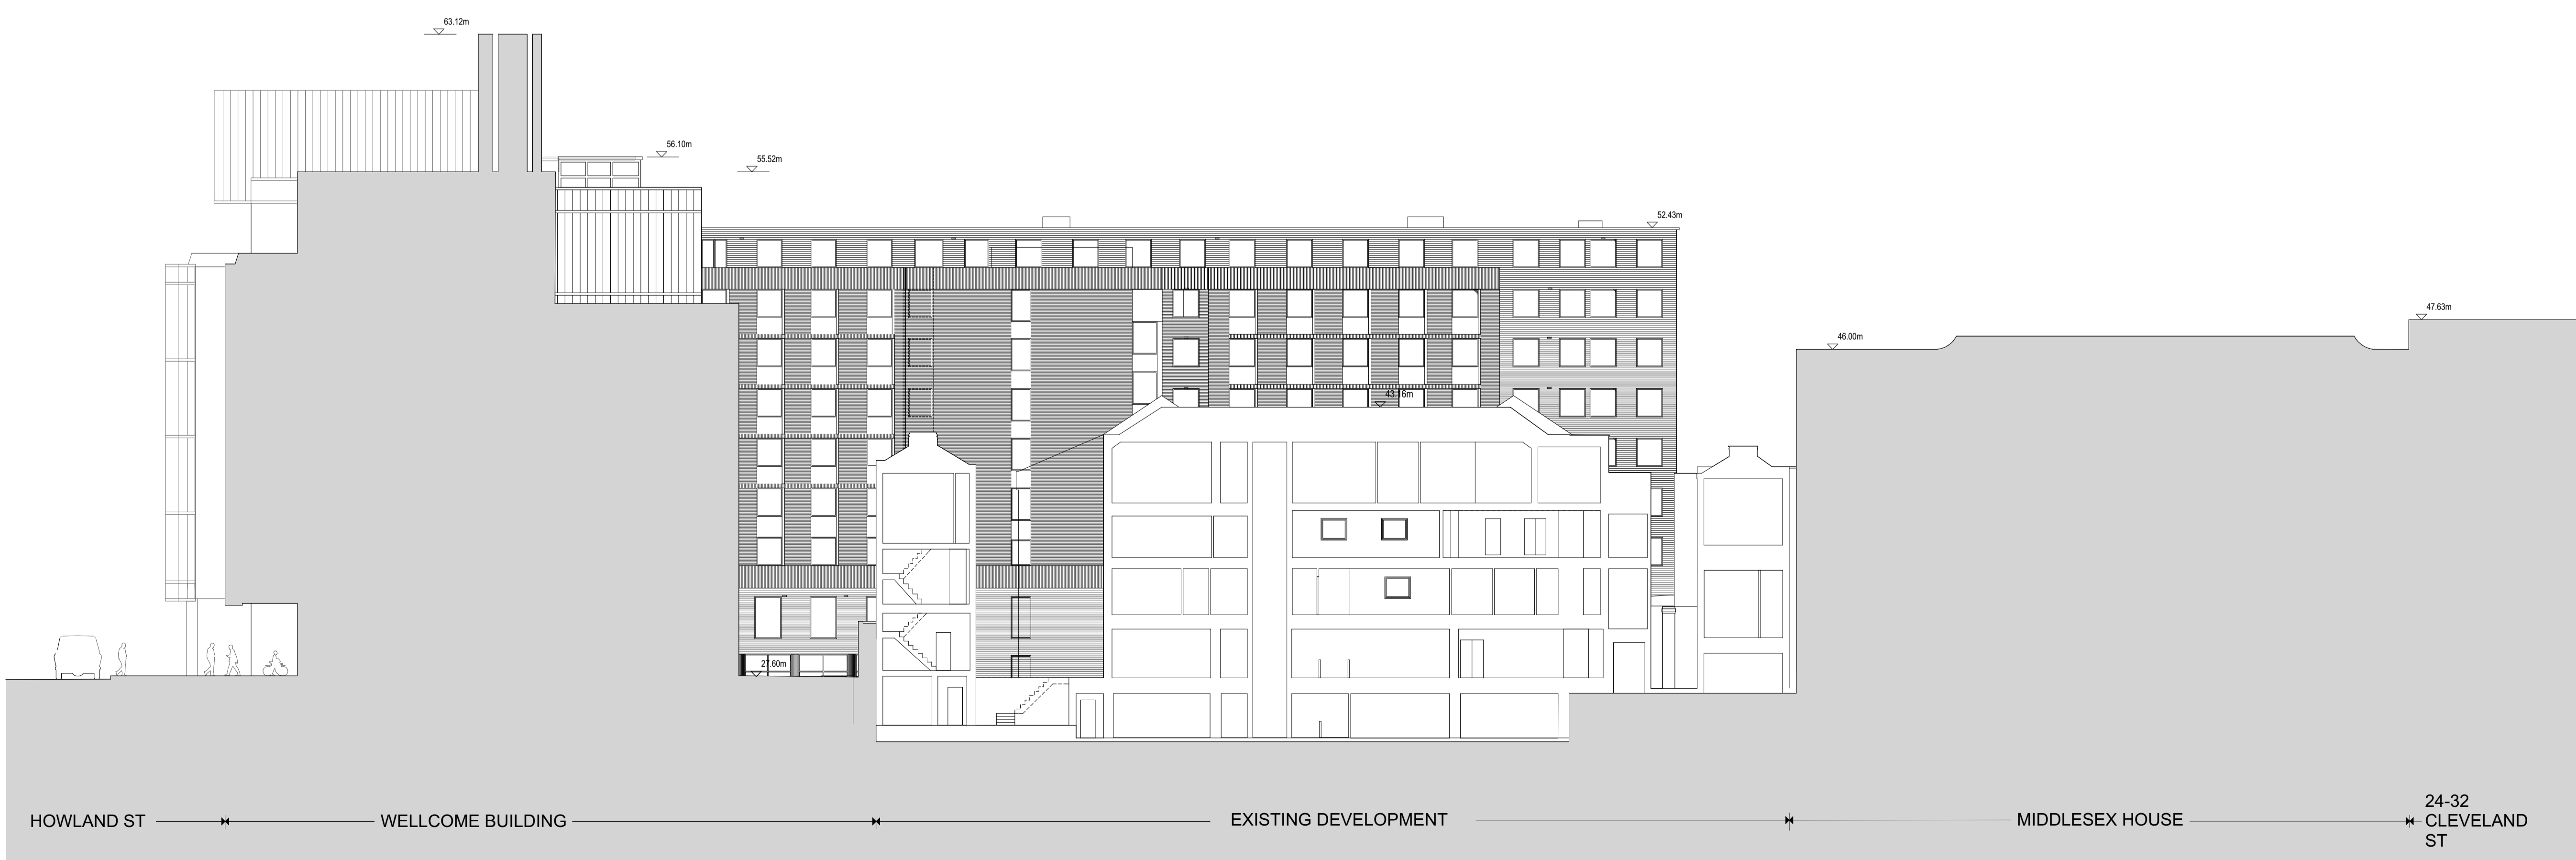 63.12m
56.10m
55.52m
52.43m
47.63m
46.00m
43.16m
27.60m
HOWLAND ST
WELLCOME BUILDING
EXISTING DEVELOPMENT
MIDDLESEX HOUSE
24-32
CLEVELAND
ST